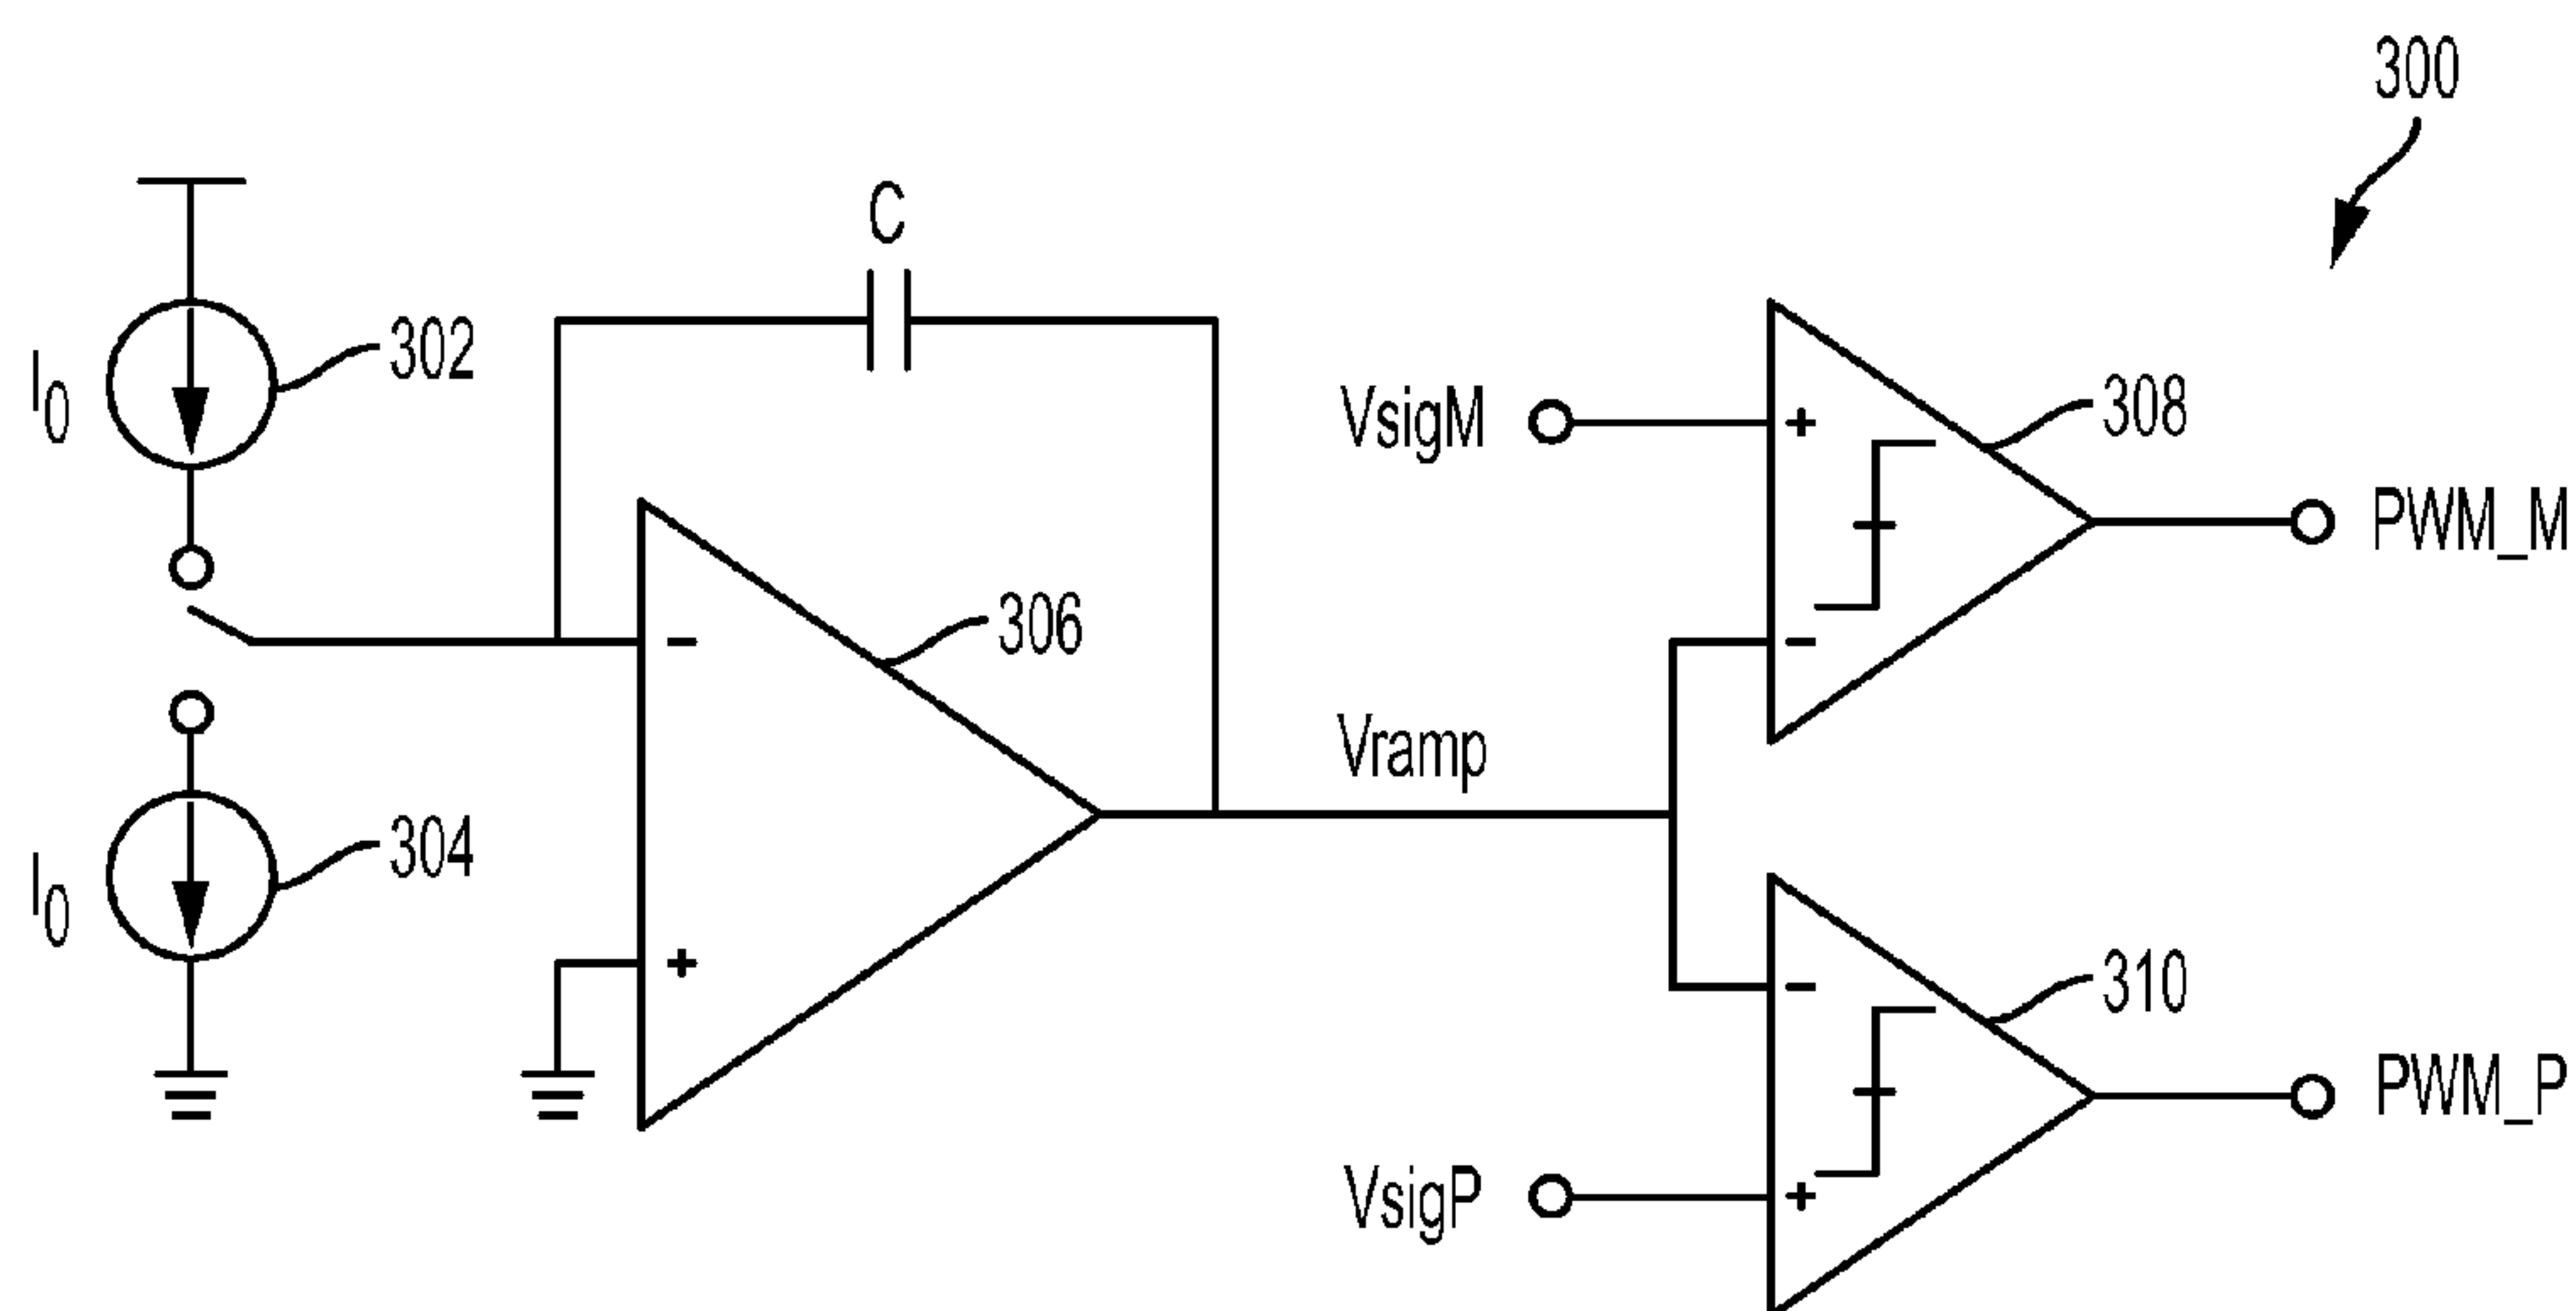 300
C
I0
302
VsigM
+
308
PWM_M
-
306
-
Vramp
I0
304
+
-
310
PWM_P
VsigP
+